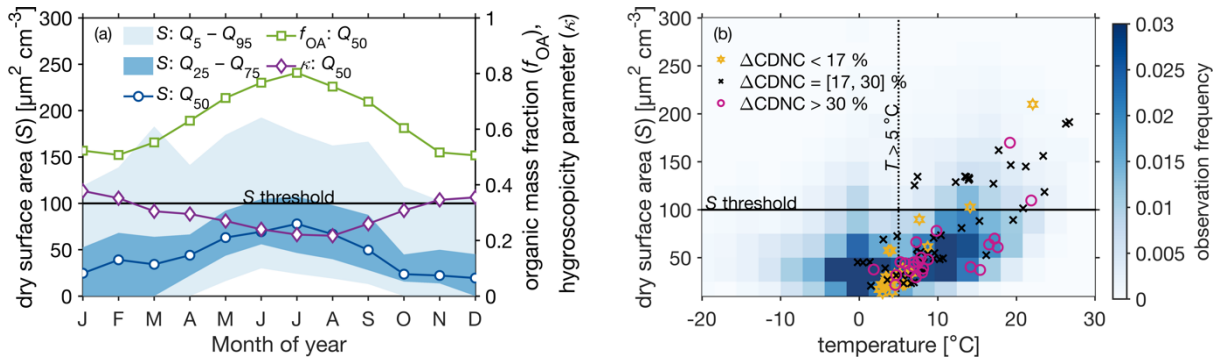 (a)
S: Q5 – Q95
S: Q25 – Q75
S: Q50
fOA: Q50
κ: Q50
S threshold
dry surface area (S) [µm² cm⁻³]
300
250
200
150
100
50
0
1
0.8
0.6
0.4
0.2
0
organic mass fraction (fOA),
hygroscopicity parameter (κ)
J F M A M J J A S O N D
Month of year
(b)
ΔCDNC < 17 %
ΔCDNC = [17, 30] %
ΔCDNC > 30 %
T > 5 °C
S threshold
dry surface area (S) [µm² cm⁻³]
300
250
200
150
100
50
-20 -10 0 10 20 30
temperature [°C]
0.03
0.025
0.02
0.015
0.01
0.005
0
observation frequency